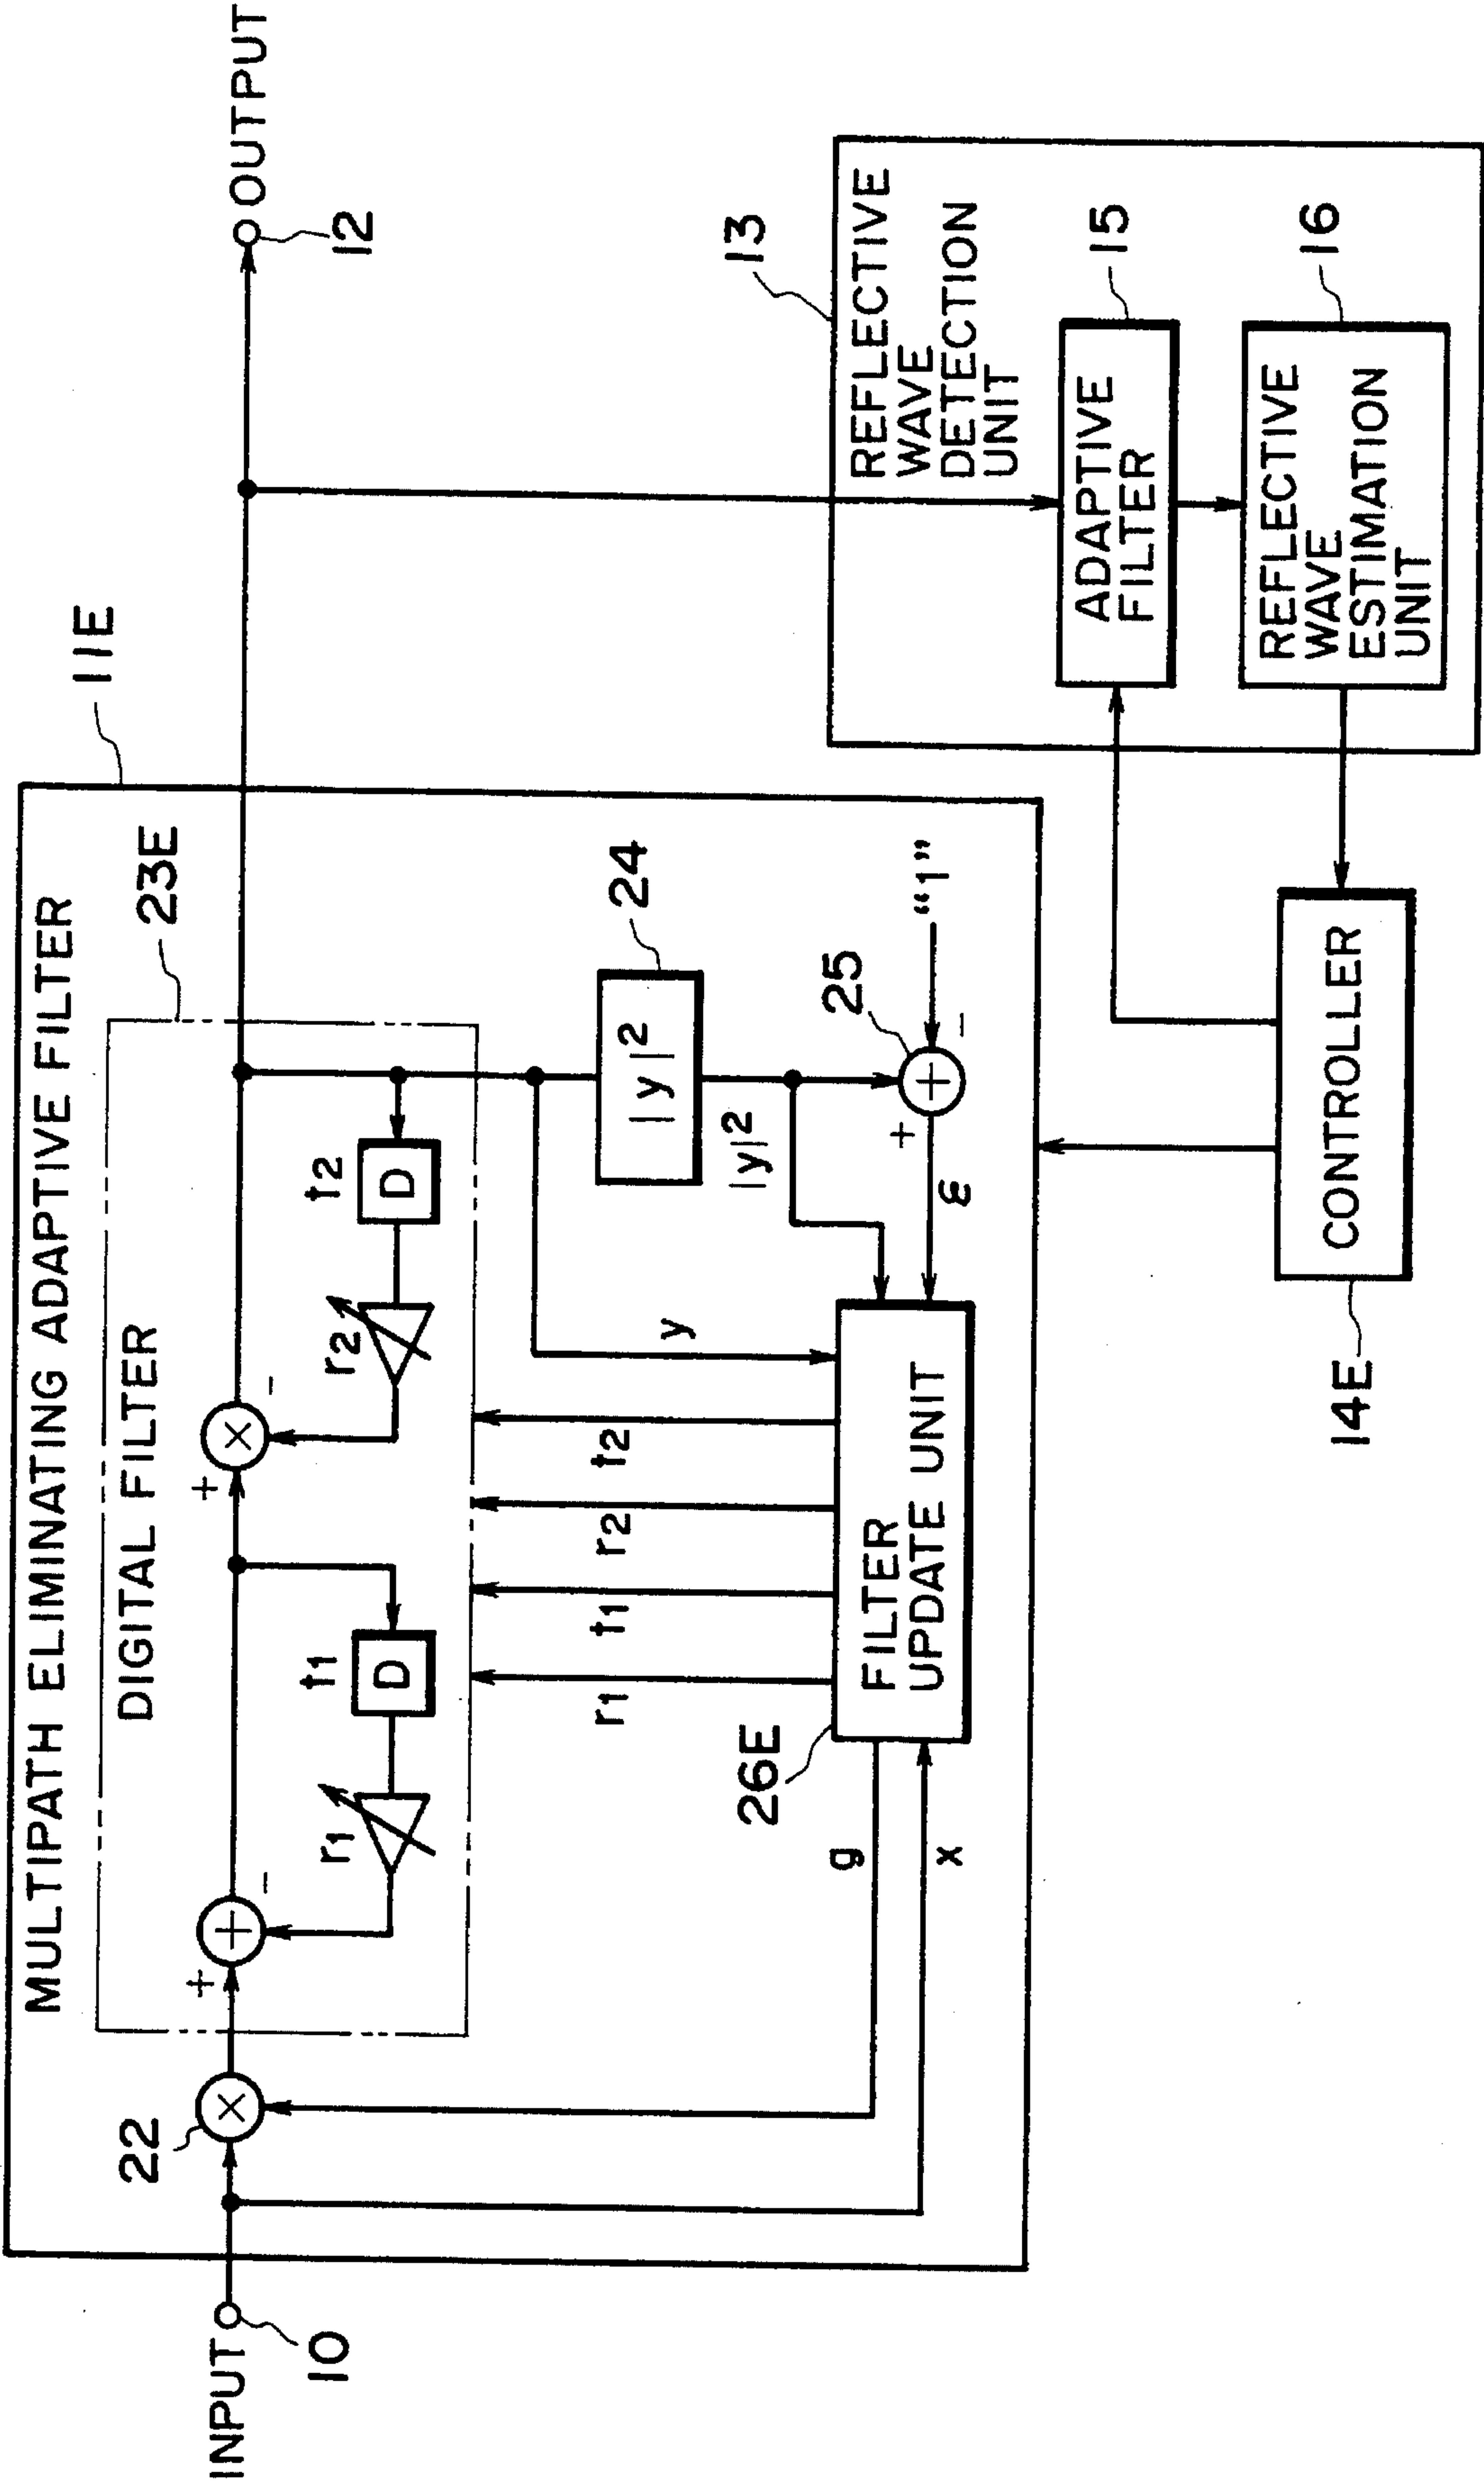 MULTIPATH ELIMINATING ADAPTIVE FILTER
11E
DIGITAL FILTER
23E
INPUT
10
22
×
+
+
-
r1
t1
D
+
×
-
r2
t2
D
OUTPUT
12
r1
t1
r2
t2
y
|y|2
24
|y|2
25
+
+
-
"1"
ε
g
x
26E
FILTER
UPDATE UNIT
13
REFLECTIVE
WAVE
DETECTION
UNIT
ADAPTIVE
FILTER
15
REFLECTIVE
WAVE
ESTIMATION
UNIT
16
CONTROLLER
14E